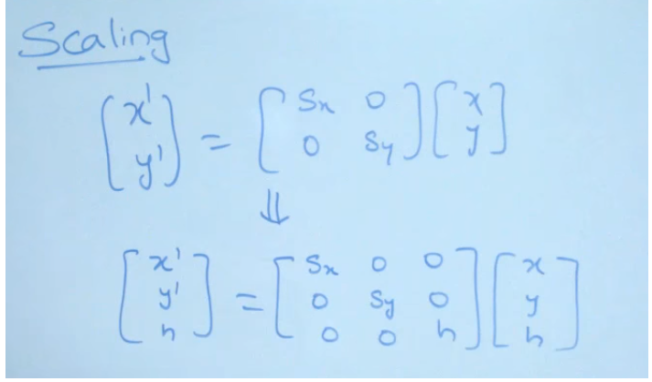 Scaling
[x' y'] = [Sx 0 0 Sy] [x y]
⇓
[x' y' h] = [Sx 0 0 0 Sy 0 0 0 h] [x y h]